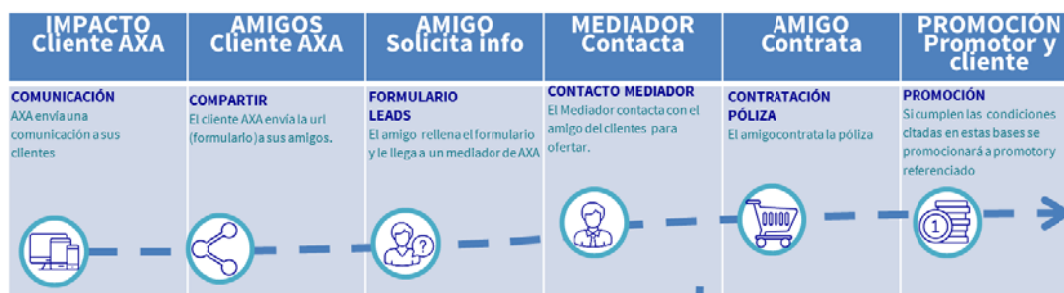 IMPACTO
Cliente AXA
AMIGOS
Cliente AXA
AMIGO
Solicita info
MEDIADOR
Contacta
AMIGO
Contrata
PROMOCIÓN
Promotor y
cliente
COMUNICACIÓN
AXA envía una
comunicación a sus
clientes
COMPARTIR
El cliente AXA envía la url
(formulario) a sus amigos.
FORMULARIO
LEADS
El amigo rellena el formulario
y le llega a un mediador de AXA
CONTACTO MEDIADOR
El Mediador contacta con el
amigo del clientes para
ofertar.
CONTRATACIÓN
PÓLIZA
El amigo contrata la póliza
PROMOCIÓN
Si cumplen las condiciones
citadas en estas bases se
promocionará a promotor y
referenciado
?
1